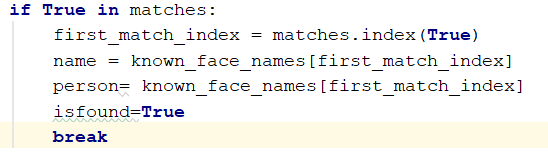 if True in matches:
first_match_index = matches.index(True)
name = known_face_names[first_match_index]
person= known_face_names[first_match_index]
isfound=True
break